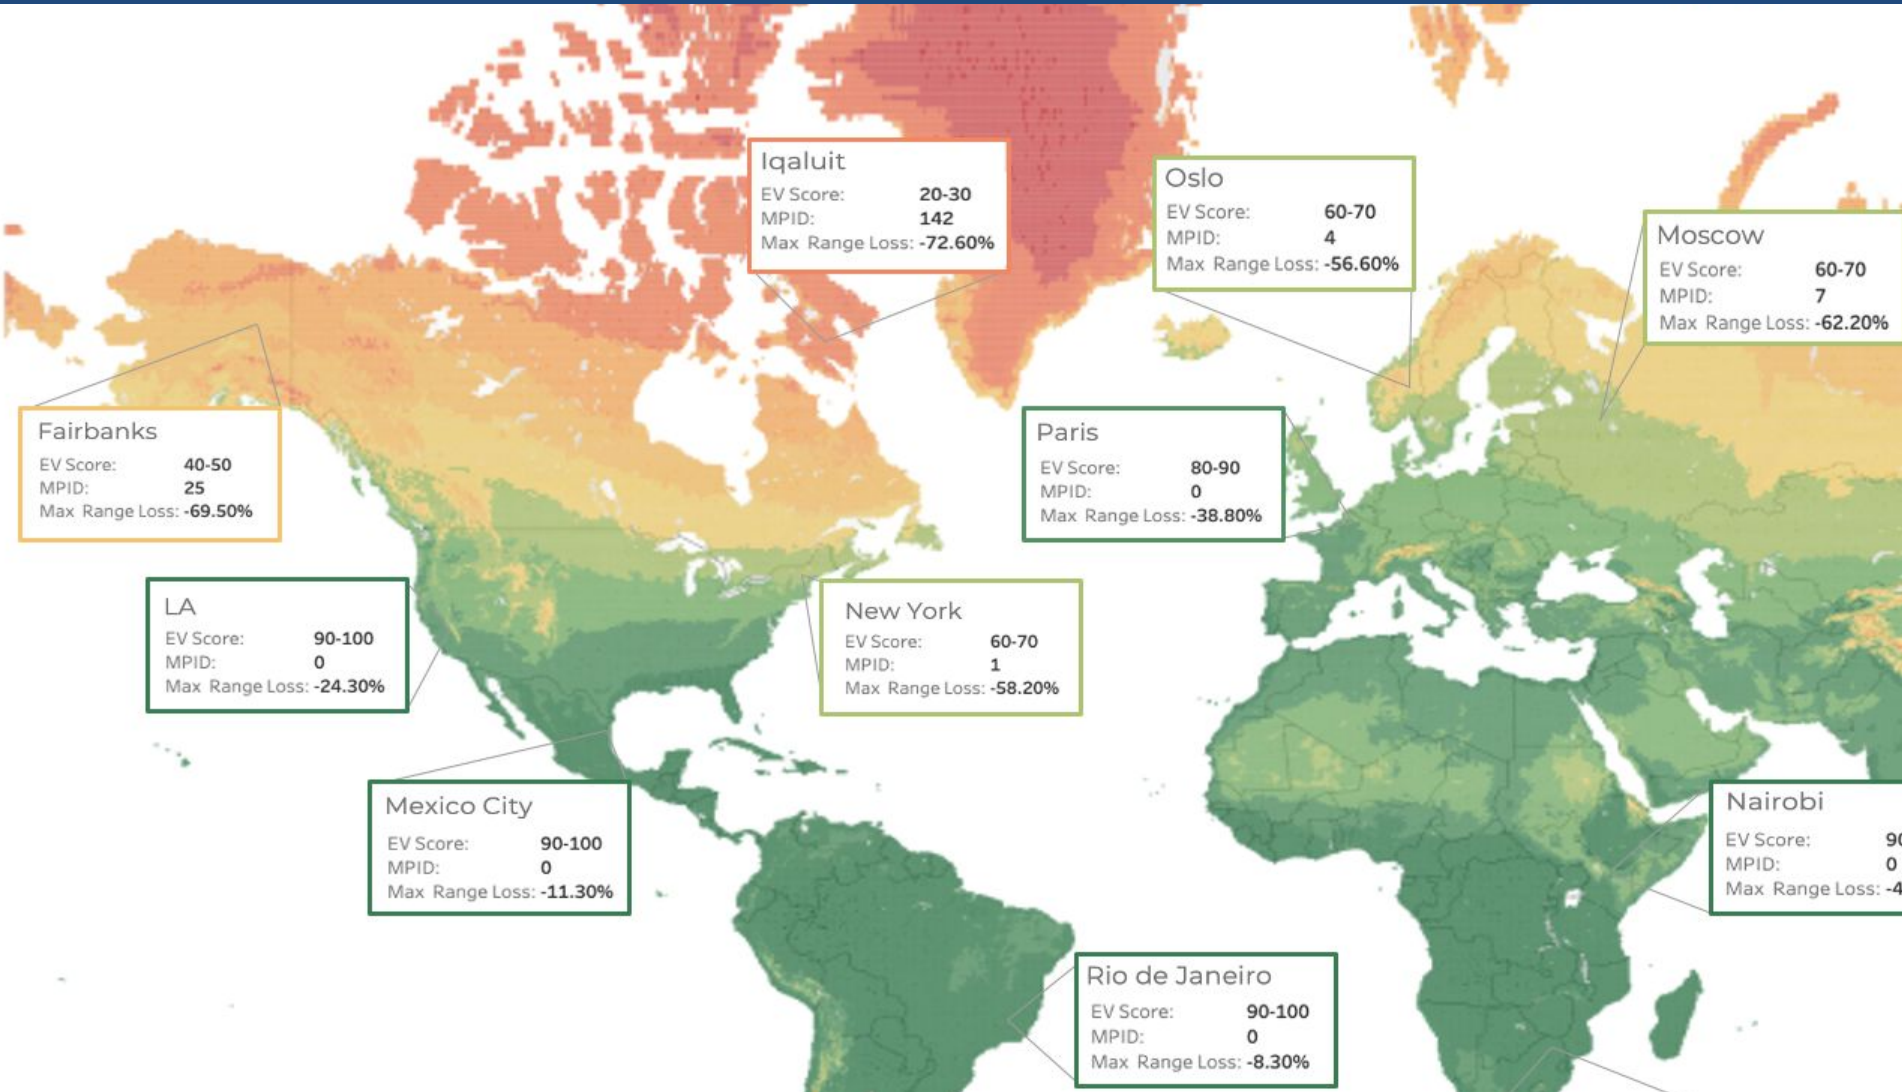 Iqaluit
EV Score: 20-30
MPID: 142
Max Range Loss: -72.60%
Oslo
EV Score: 60-70
MPID: 4
Max Range Loss: -56.60%
Moscow
EV Score: 60-70
MPID: 7
Max Range Loss: -62.20%
Fairbanks
EV Score: 40-50
MPID: 25
Max Range Loss: -69.50%
Paris
EV Score: 80-90
MPID: 0
Max Range Loss: -38.80%
LA
EV Score: 90-100
MPID: 0
Max Range Loss: -24.30%
New York
EV Score: 60-70
MPID: 1
Max Range Loss: -58.20%
Mexico City
EV Score: 90-100
MPID: 0
Max Range Loss: -11.30%
Nairobi
EV Score:
MPID: 0
Max Range Loss:
Rio de Janeiro
EV Score: 90-100
MPID: 0
Max Range Loss: -8.30%